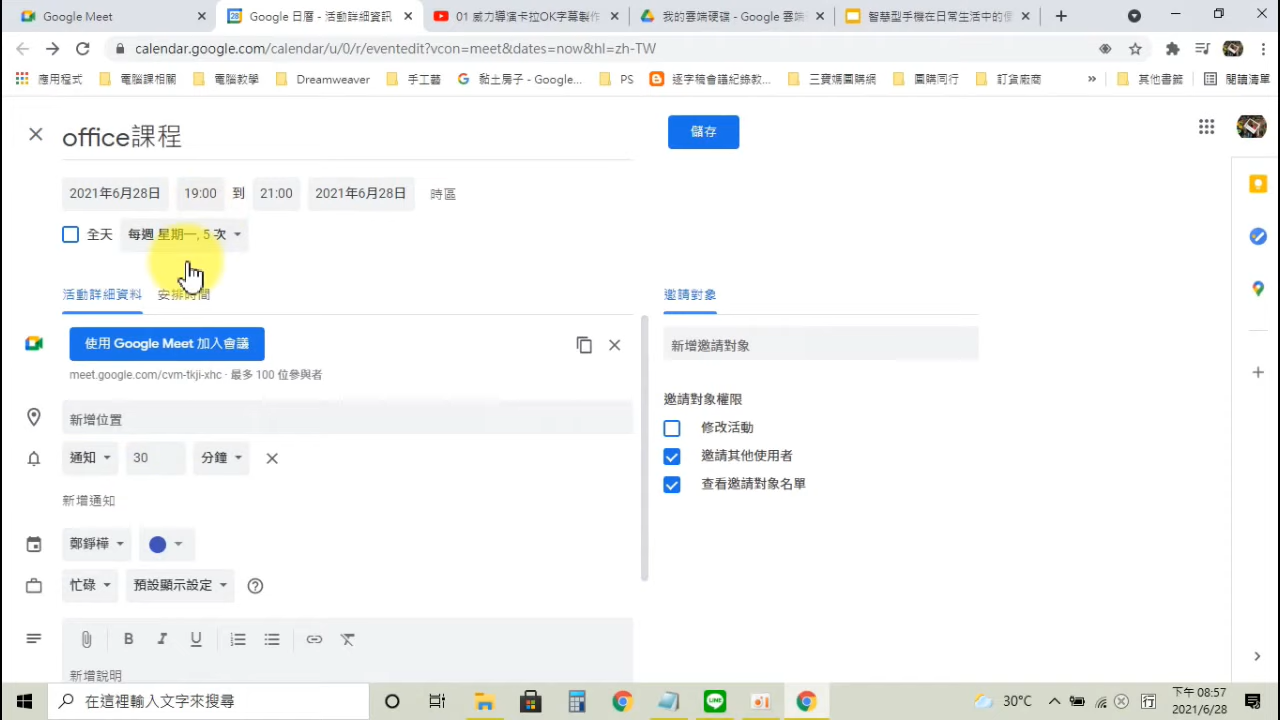 Google Meet
Google 日曆 - 活動詳細資訊
01 威力導演卡拉OK字幕製作
我的雲端硬碟 - Google 雲端
智慧型手機在日常生活中的使
calendar.google.com/calendar/u/0/r/eventedit?vcon=meet&dates=now&hl=zh-TW
應用程式
電腦課相關
電腦教學
Dreamweaver
手工藝
黏土房子 - Google...
PS
逐字稿會議紀錄教...
三寶媽團購網
團購同行
訂貨廠商
»
其他書籤
閱讀清單
office課程
儲存
2021年6月28日 19:00 到 21:00 2021年6月28日 時區
全天 每週 星期一, 5 次
活動詳細資料 安排時間
邀請對象
使用 Google Meet 加入會議
meet.google.com/cvm-tkji-xhc · 最多 100 位參與者
新增邀請對象
邀請對象權限
修改活動
邀請其他使用者
查看邀請對象名單
新增位置
通知 30 分鐘
新增通知
鄭錚樺
忙碌 預設顯示設定
B I U
新增說明
在這裡輸入文字來搜尋
LINE
30°C
行
下午 08:57
2021/6/28